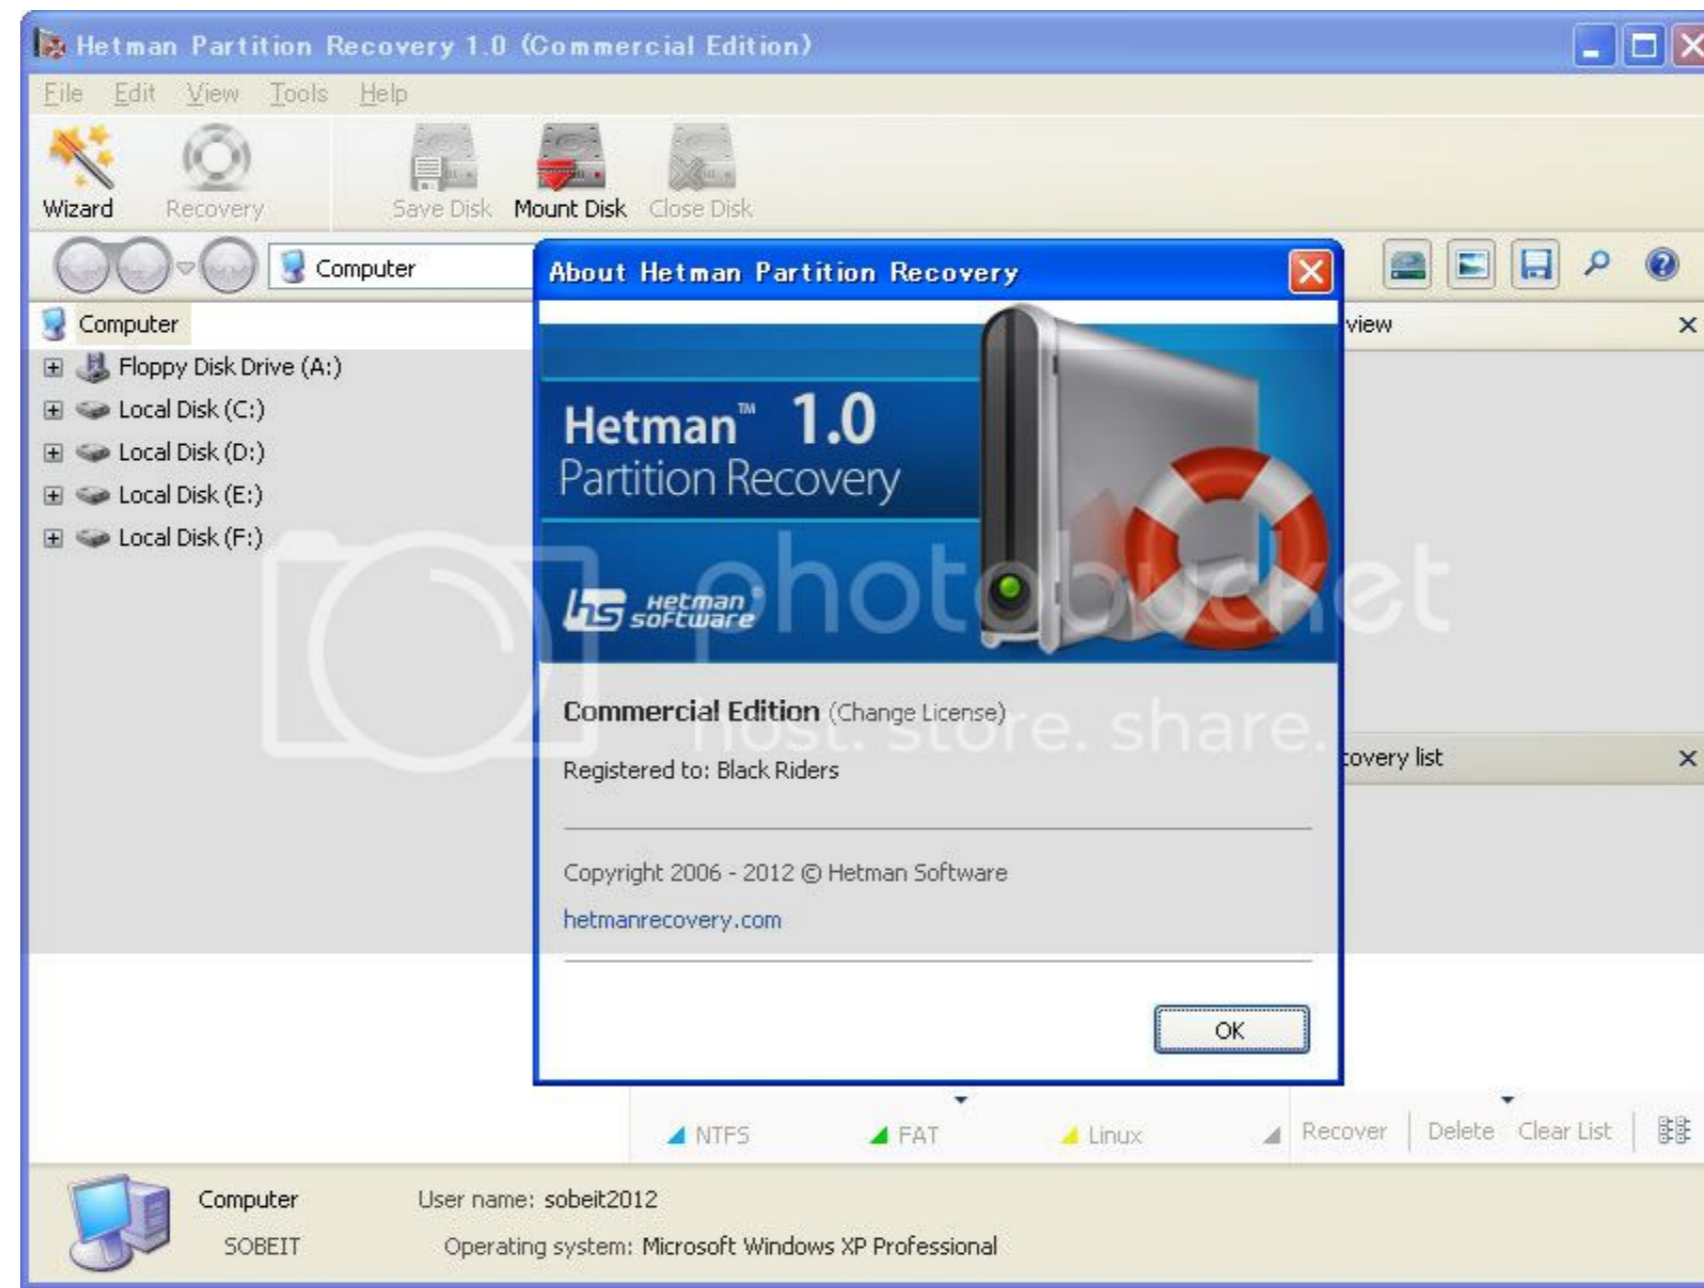 Hetman Partition Recovery 1.0 (Commercial Edition)
File Edit View Tools Help
Wizard Recovery Save Disk Mount Disk Close Disk
Computer
About Hetman Partition Recovery
Computer
view
Floppy Disk Drive (A:)
Local Disk (C:)
Local Disk (D:)
Local Disk (E:)
Local Disk (F:)
Hetman™ 1.0
Partition Recovery
hs Hetman software®
photobucket
host. store. share.
Commercial Edition (Change License)
Registered to: Black Riders
covery list
Copyright 2006 - 2012 © Hetman Software
hetmanrecovery.com
OK
NTFS FAT Linux
Recover Delete Clear List
Computer User name: sobeit2012
SOBEIT Operating system: Microsoft Windows XP Professional